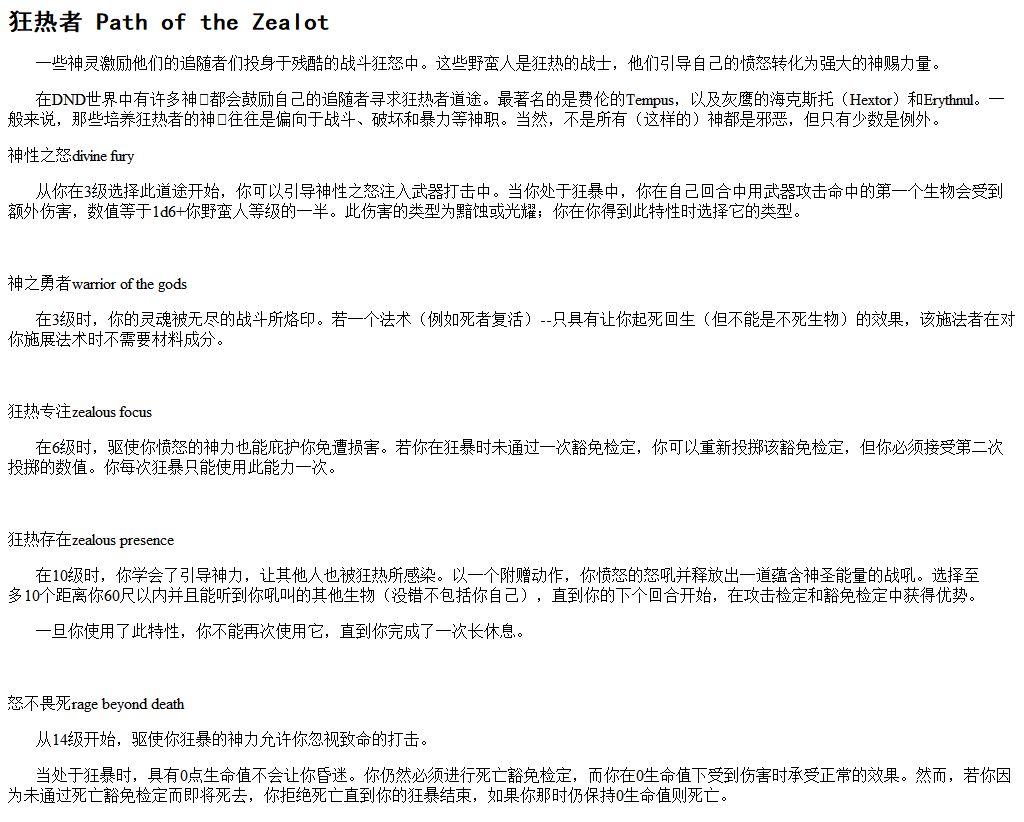 狂热者 Path of the Zealot
一些神灵激励他们的追随者们投身于残酷的战斗狂怒中。这些野蛮人是狂热的战士，他们引导自己的愤怒转化为强大的神赐力量。
在DND世界中有许多神▯都会鼓励自己的追随者寻求狂热者道途。最著名的是费伦的Tempus，以及灰鹰的海克斯托（Hextor）和Erythnul。一
般来说，那些培养狂热者的神▯往往是偏向于战斗、破坏和暴力等神职。当然，不是所有（这样的）神都是邪恶，但只有少数是例外。
神性之怒divine fury
从你在3级选择此道途开始，你可以引导神性之怒注入武器打击中。当你处于狂暴中，你在自己回合中用武器攻击命中的第一个生物会受到
额外伤害，数值等于1d6+你野蛮人等级的一半。此伤害的类型为黯蚀或光耀；你在你得到此特性时选择它的类型。
神之勇者warrior of the gods
在3级时，你的灵魂被无尽的战斗所烙印。若一个法术（例如死者复活）--只具有让你起死回生（但不能是不死生物）的效果，该施法者在对
你施展法术时不需要材料成分。
狂热专注zealous focus
在6级时，驱使你愤怒的神力也能庇护你免遭损害。若你在狂暴时未通过一次豁免检定，你可以重新投掷该豁免检定，但你必须接受第二次
投掷的数值。你每次狂暴只能使用此能力一次。
狂热存在zealous presence
在10级时，你学会了引导神力，让其他人也被狂热所感染。以一个附赠动作，你愤怒的怒吼并释放出一道蕴含神圣能量的战吼。选择至
多10个距离你60尺以内并且能听到你吼叫的其他生物（没错不包括你自己），直到你的下个回合开始，在攻击检定和豁免检定中获得优势。
一旦你使用了此特性，你不能再次使用它，直到你完成了一次长休息。
怒不畏死rage beyond death
从14级开始，驱使你狂暴的神力允许你忽视致命的打击。
当处于狂暴时，具有0点生命值不会让你昏迷。你仍然必须进行死亡豁免检定，而你在0生命值下受到伤害时承受正常的效果。然而，若你因
为未通过死亡豁免检定而即将死去，你拒绝死亡直到你的狂暴结束，如果你那时仍保持0生命值则死亡。